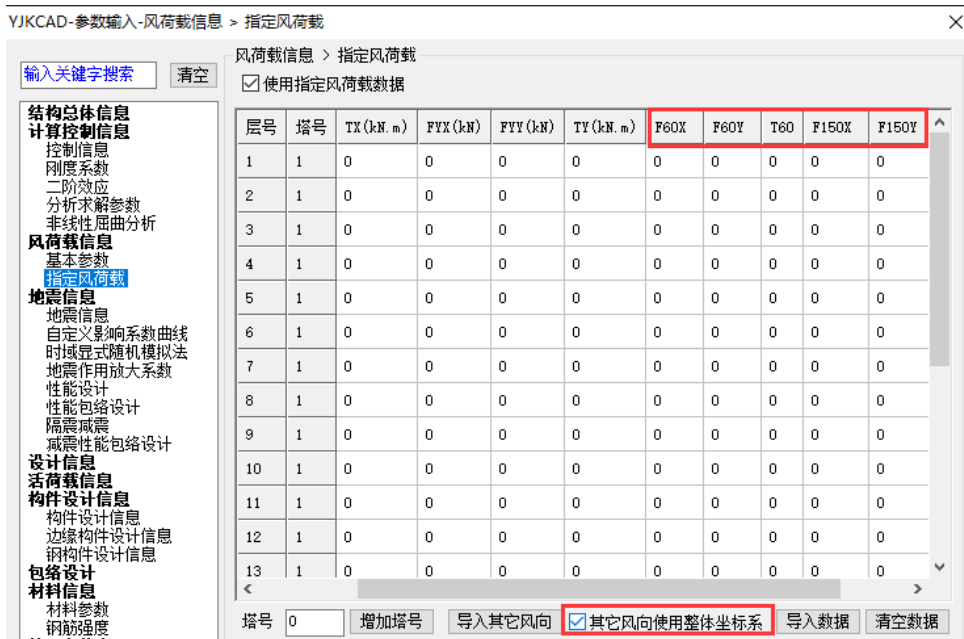 YJKCAD-参数输入-风荷载信息 > 指定风荷载
输入关键字搜索 清空
结构总体信息
计算控制信息
控制信息
刚度系数
二阶效应
分析求解参数
非线性屈曲分析
风荷载信息
基本参数
指定风荷载
地震信息
地震信息
自定义影响系数曲线
时域显式随机模拟法
地震作用放大系数
性能设计
性能包络设计
隔震减震
减震性能包络设计
设计信息
活荷载信息
构件设计信息
构件设计信息
边缘构件设计信息
钢构件设计信息
包络设计
材料信息
材料参数
钢筋强度
风荷载信息 > 指定风荷载
使用指定风荷载数据
层号 塔号 TX(kN.m) FYX(kN) FYY(kN) TY(kN.m) F60X F60Y T60 F150X F150Y
1 1 0 0 0 0 0 0 0 0 0
2 1 0 0 0 0 0 0 0 0 0
3 1 0 0 0 0 0 0 0 0 0
4 1 0 0 0 0 0 0 0 0 0
5 1 0 0 0 0 0 0 0 0 0
6 1 0 0 0 0 0 0 0 0 0
7 1 0 0 0 0 0 0 0 0 0
8 1 0 0 0 0 0 0 0 0 0
9 1 0 0 0 0 0 0 0 0 0
10 1 0 0 0 0 0 0 0 0 0
11 1 0 0 0 0 0 0 0 0 0
12 1 0 0 0 0 0 0 0 0 0
13 1 0 0 0 0 0 0 0 0 0
塔号 0 增加塔号 导入其它风向 其它风向使用整体坐标系 导入数据 清空数据